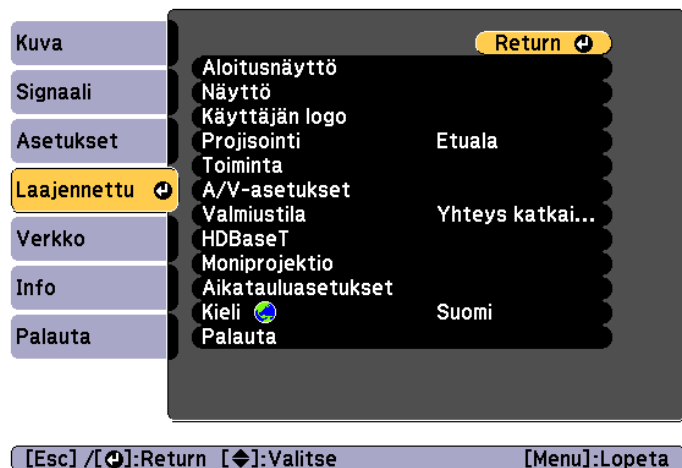 Kuva
Signaali
Asetukset
Laajennettu
Verkko
Info
Palauta
Return
Aloitusnäyttö
Näyttö
Käyttäjän logo
Projisointi Etuala
Toiminta
A/V-asetukset
Valmiustila Yhteys katkai...
HDBaseT
Moniprojektio
Aikatauluasetukset
Kieli Suomi
Palauta
[Esc] /[⏎]:Return [◆]:Valitse [Menu]:Lopeta